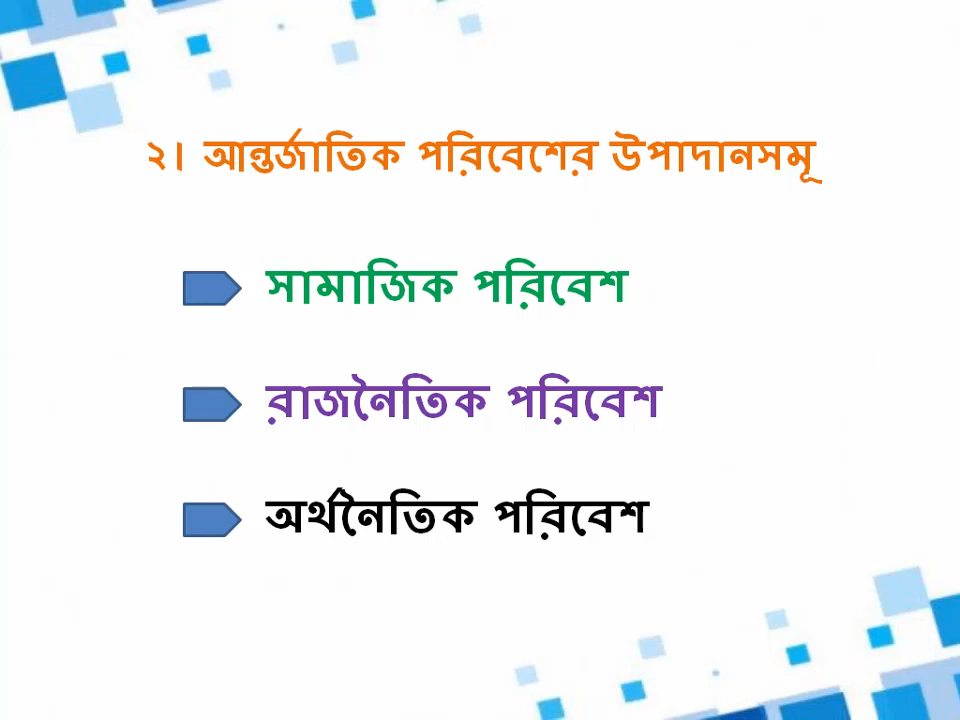 ২। আন্তর্জাতিক পরিবেশের উপাদানসমূ
সামাজিক পরিবেশ
রাজনৈতিক পরিবেশ
অর্থনৈতিক পরিবেশ